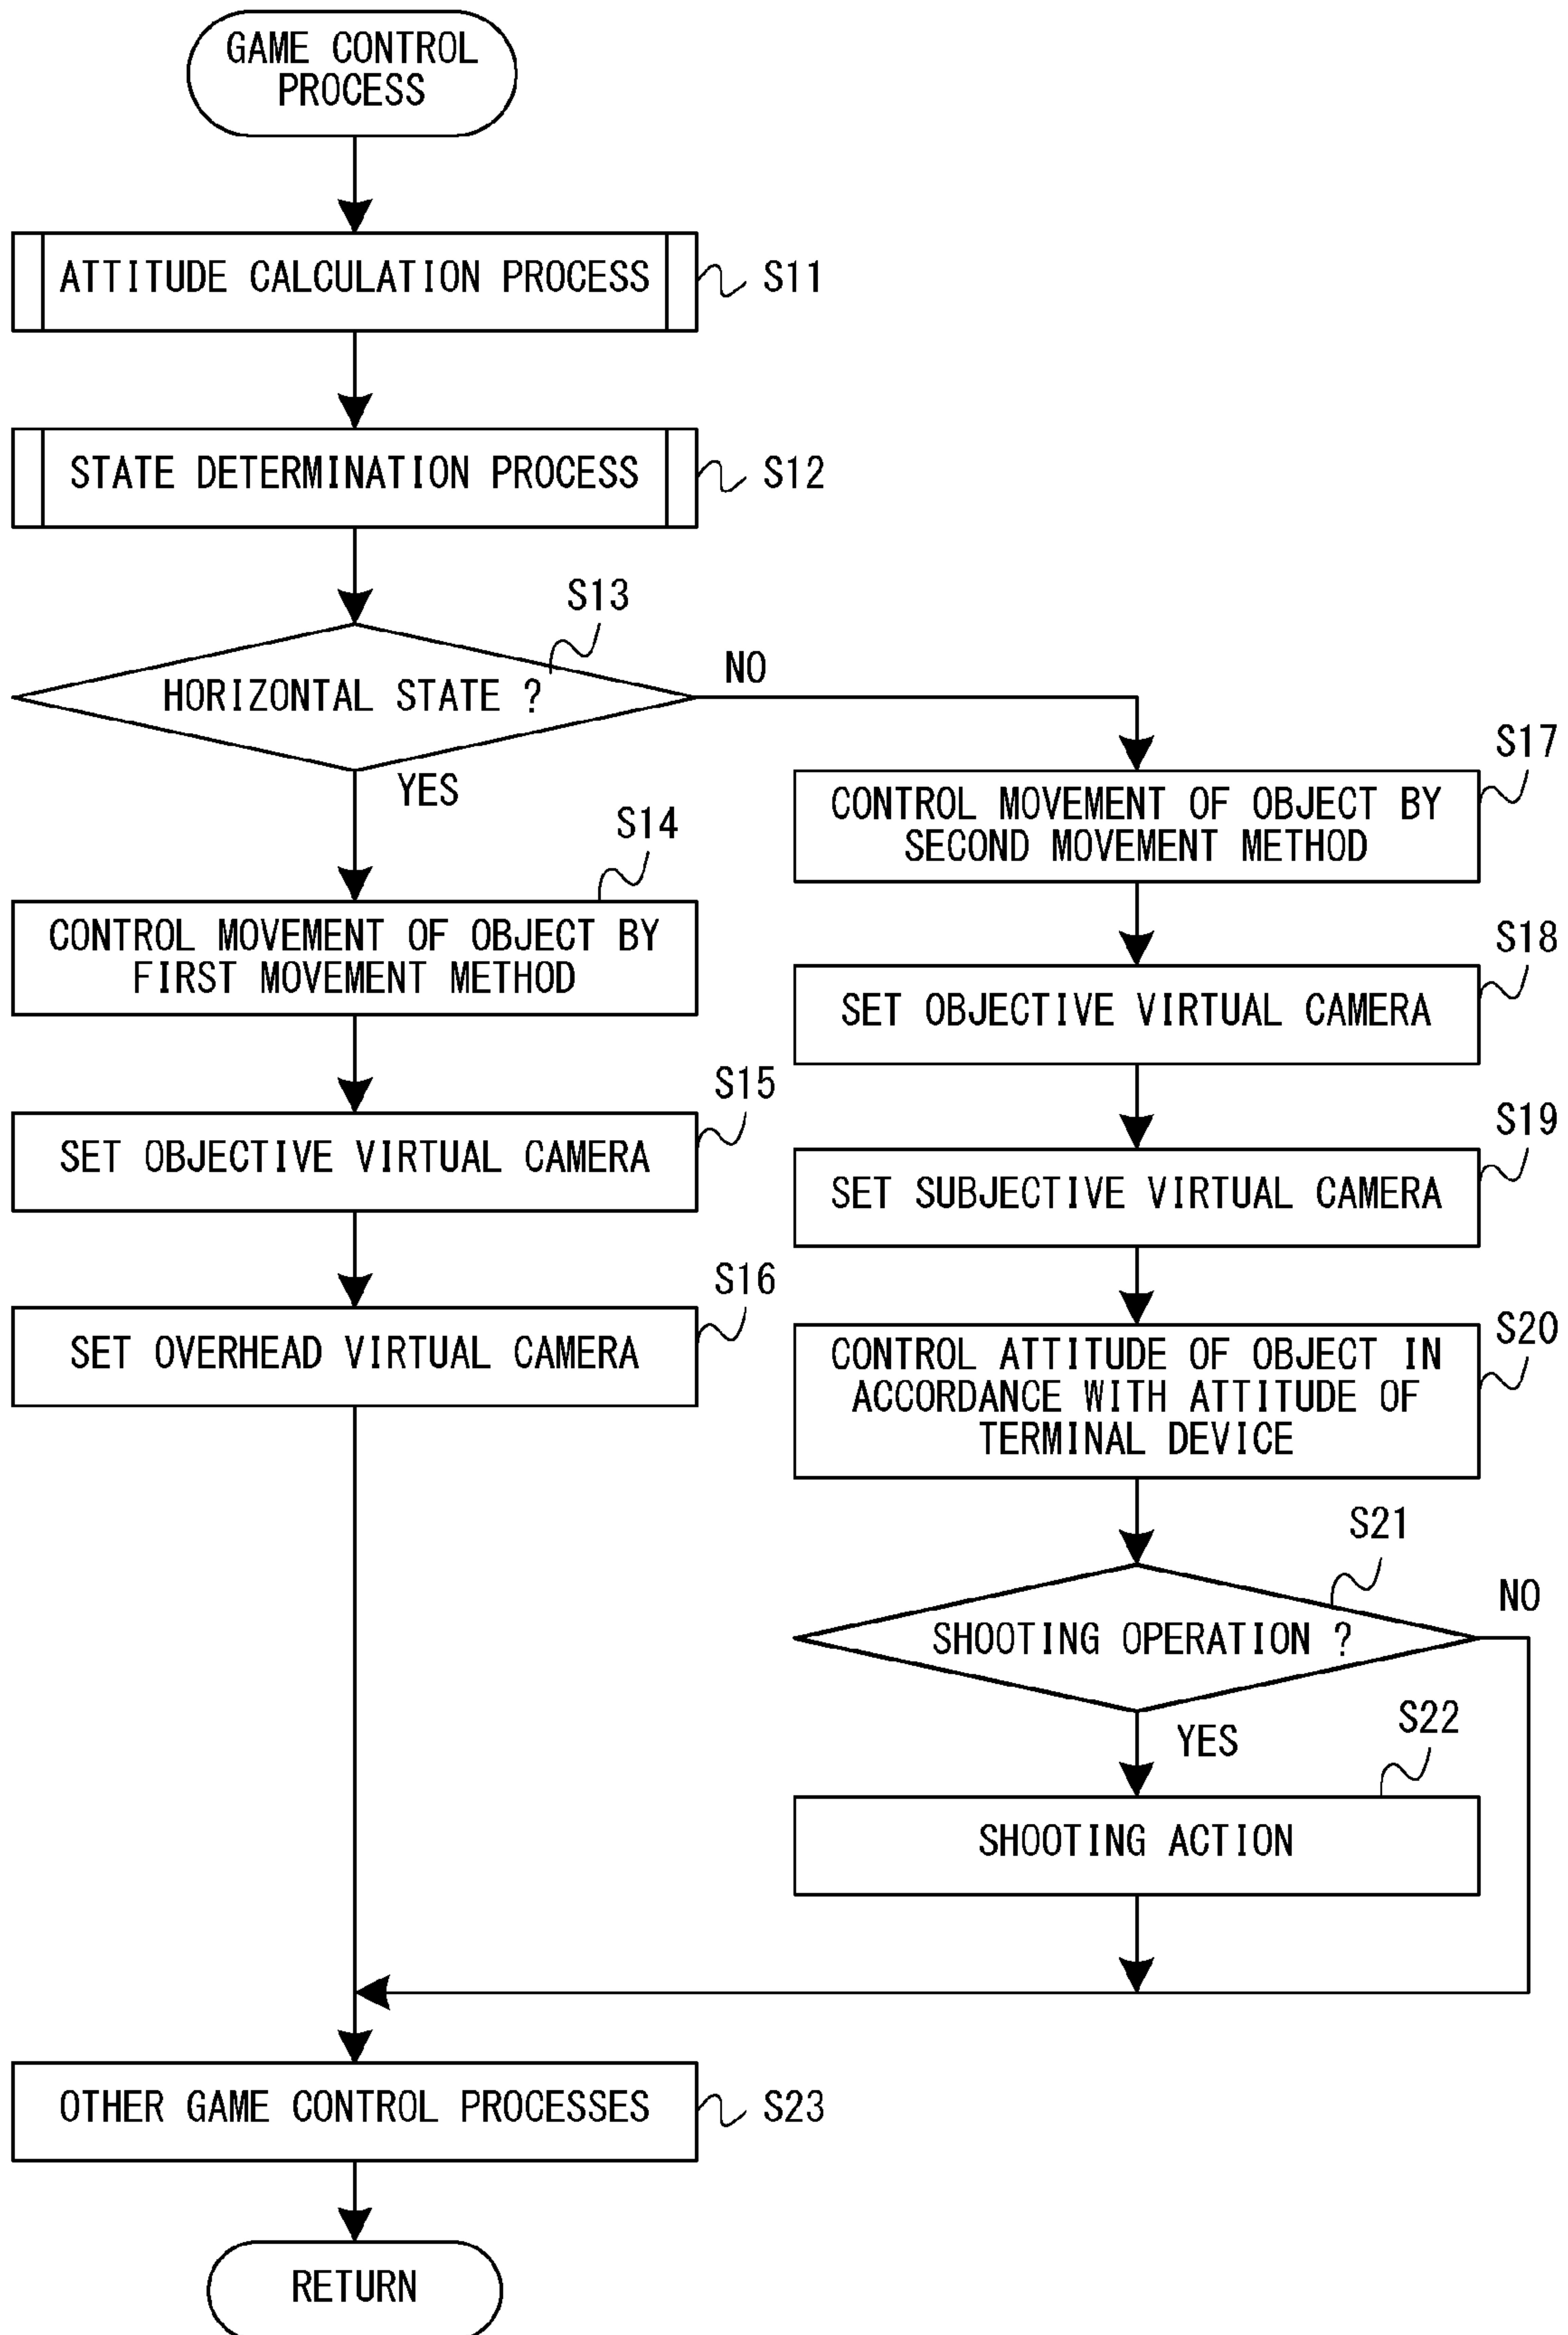 GAME CONTROL
PROCESS
ATTITUDE CALCULATION PROCESS
S11
STATE DETERMINATION PROCESS
S12
S13
HORIZONTAL STATE ?
NO
YES
S14
CONTROL MOVEMENT OF OBJECT BY
FIRST MOVEMENT METHOD
S15
SET OBJECTIVE VIRTUAL CAMERA
S16
SET OVERHEAD VIRTUAL CAMERA
S17
CONTROL MOVEMENT OF OBJECT BY
SECOND MOVEMENT METHOD
S18
SET OBJECTIVE VIRTUAL CAMERA
S19
SET SUBJECTIVE VIRTUAL CAMERA
S20
CONTROL ATTITUDE OF OBJECT IN
ACCORDANCE WITH ATTITUDE OF
TERMINAL DEVICE
S21
SHOOTING OPERATION ?
NO
YES
S22
SHOOTING ACTION
OTHER GAME CONTROL PROCESSES
S23
RETURN